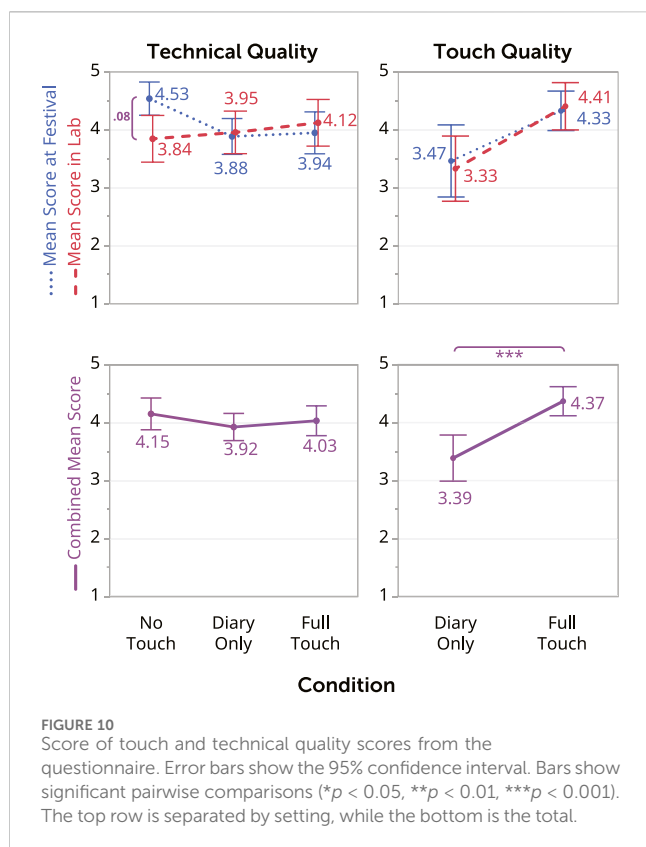 Technical Quality
Touch Quality
Mean Score at Festival
Mean Score in Lab
5
4
3
2
1
.08
4.53
3.84
3.95
3.88
4.12
3.94
5
4
3
2
1
3.47
3.33
4.41
4.33
Combined Mean Score
5
4
3
2
1
4.15
3.92
4.03
5
4
3
2
1
***
3.39
4.37
No
Touch
Diary
Only
Full
Touch
Diary
Only
Full
Touch
Condition
FIGURE 10
Score of touch and technical quality scores from the
questionnaire. Error bars show the 95% confidence interval. Bars show
significant pairwise comparisons (*p < 0.05, **p < 0.01, ***p < 0.001).
The top row is separated by setting, while the bottom is the total.